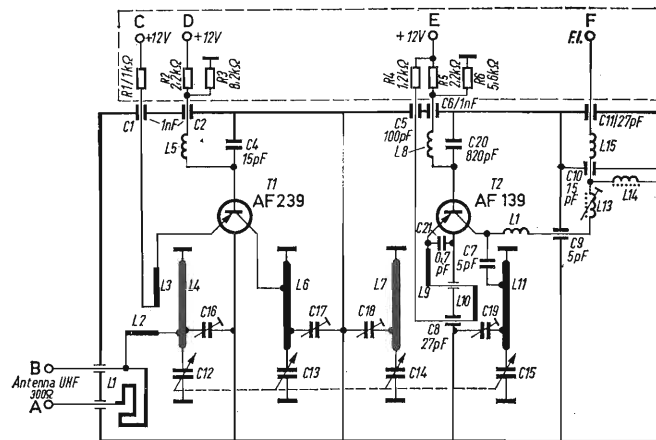 C D E F
+12V +12V +12V F.I.
R1/1kΩ R2 2,2kΩ R3 8,2kΩ R4 1,2kΩ R5 2,2kΩ R6 5,6kΩ
C6/1nF
C1 1nF C2 C5 100pF C11/27pF
L5 C4 15pF L8 C20 820pF L15
C10 15 pF L14
T1 AF 239 T2 AF 139 L13
C21 0,7 pF L1 C7 5pF C9 5pF
L3 L4 L6 L7 L9 L10 L11
L2 C16 C17 C18 C8 27pF C19
B C12 C13 C14 C15
Antenna UHF 300Ω L1
A